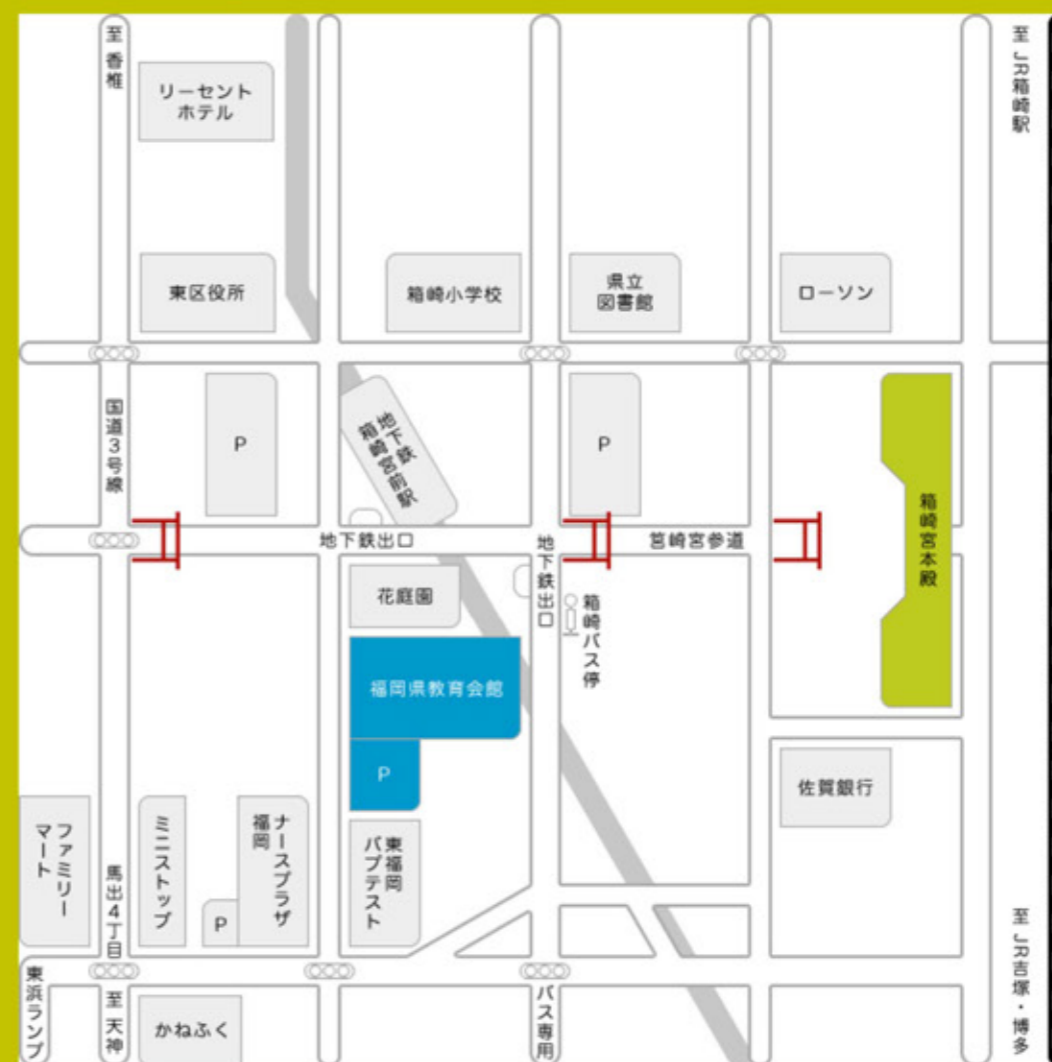 至 香椎
リーセント
ホテル
至 JR箱崎駅
東区役所
箱崎小学校
県立
図書館
ローソン
国道3号線
P
地下鉄
箱崎宮前駅
P
箱崎宮本殿
地下鉄出口
地下鉄出口
筥崎宮参道
花庭園
箱崎バス停
福岡県教育会館
P
佐賀銀行
ファミリー
マート
馬出4丁目
ミニストップ
P
ナースプラザ
福岡
東福岡
バプテスト
至 JR吉塚・博多
東浜ランプ
至 天神
かねふく
バス専用